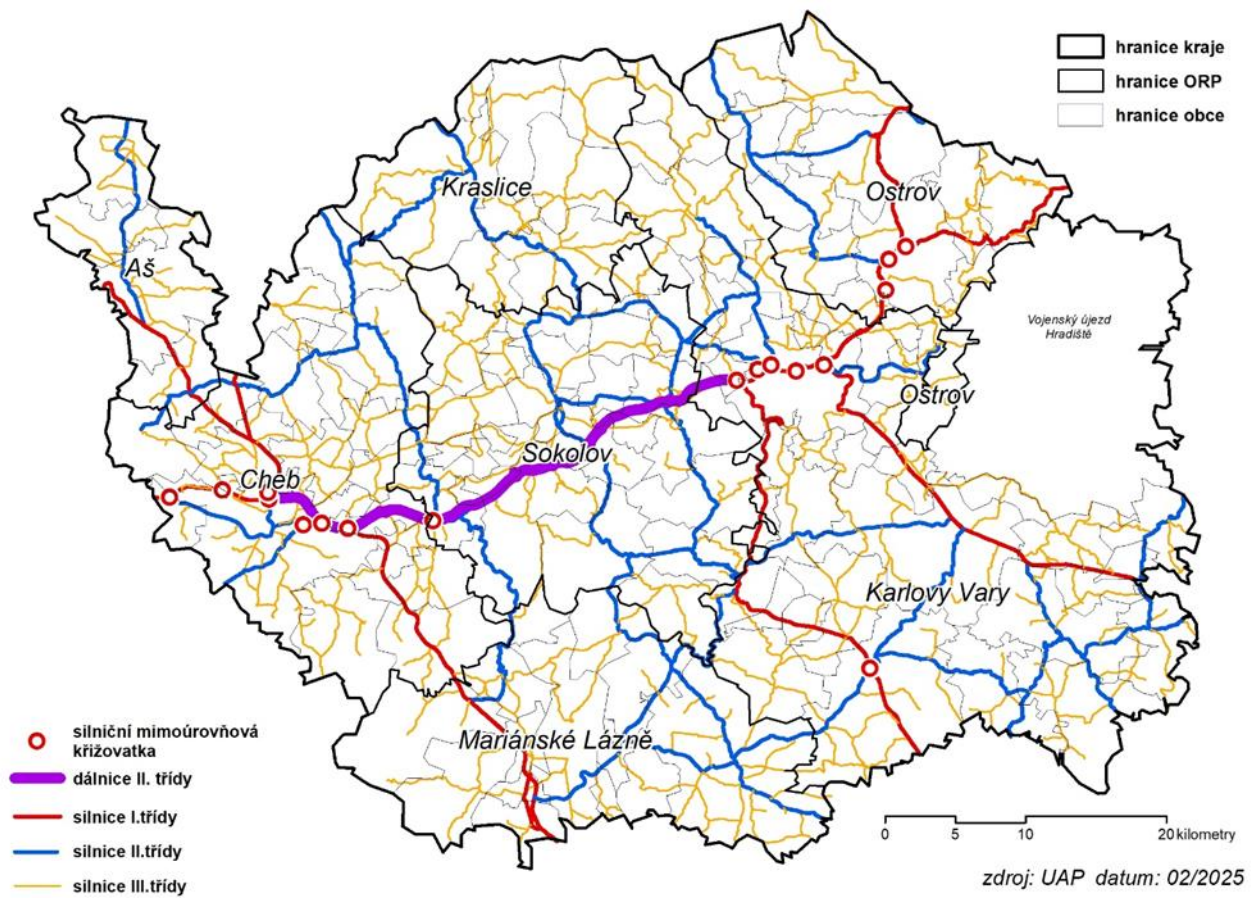 hranice kraje
hranice ORP
hranice obce
Kraslice
Ostrov
Aš
Vojenský újezd
Hradiště
Ostrov
Sokolov
Cheb
Karlovy Vary
Mariánské Lázně
silniční mimoúrovňová
křižovatka
dálnice II. třídy
silnice I.třídy
silnice II.třídy
silnice III.třídy
0 5 10 20 kilometry
zdroj: UAP datum: 02/2025